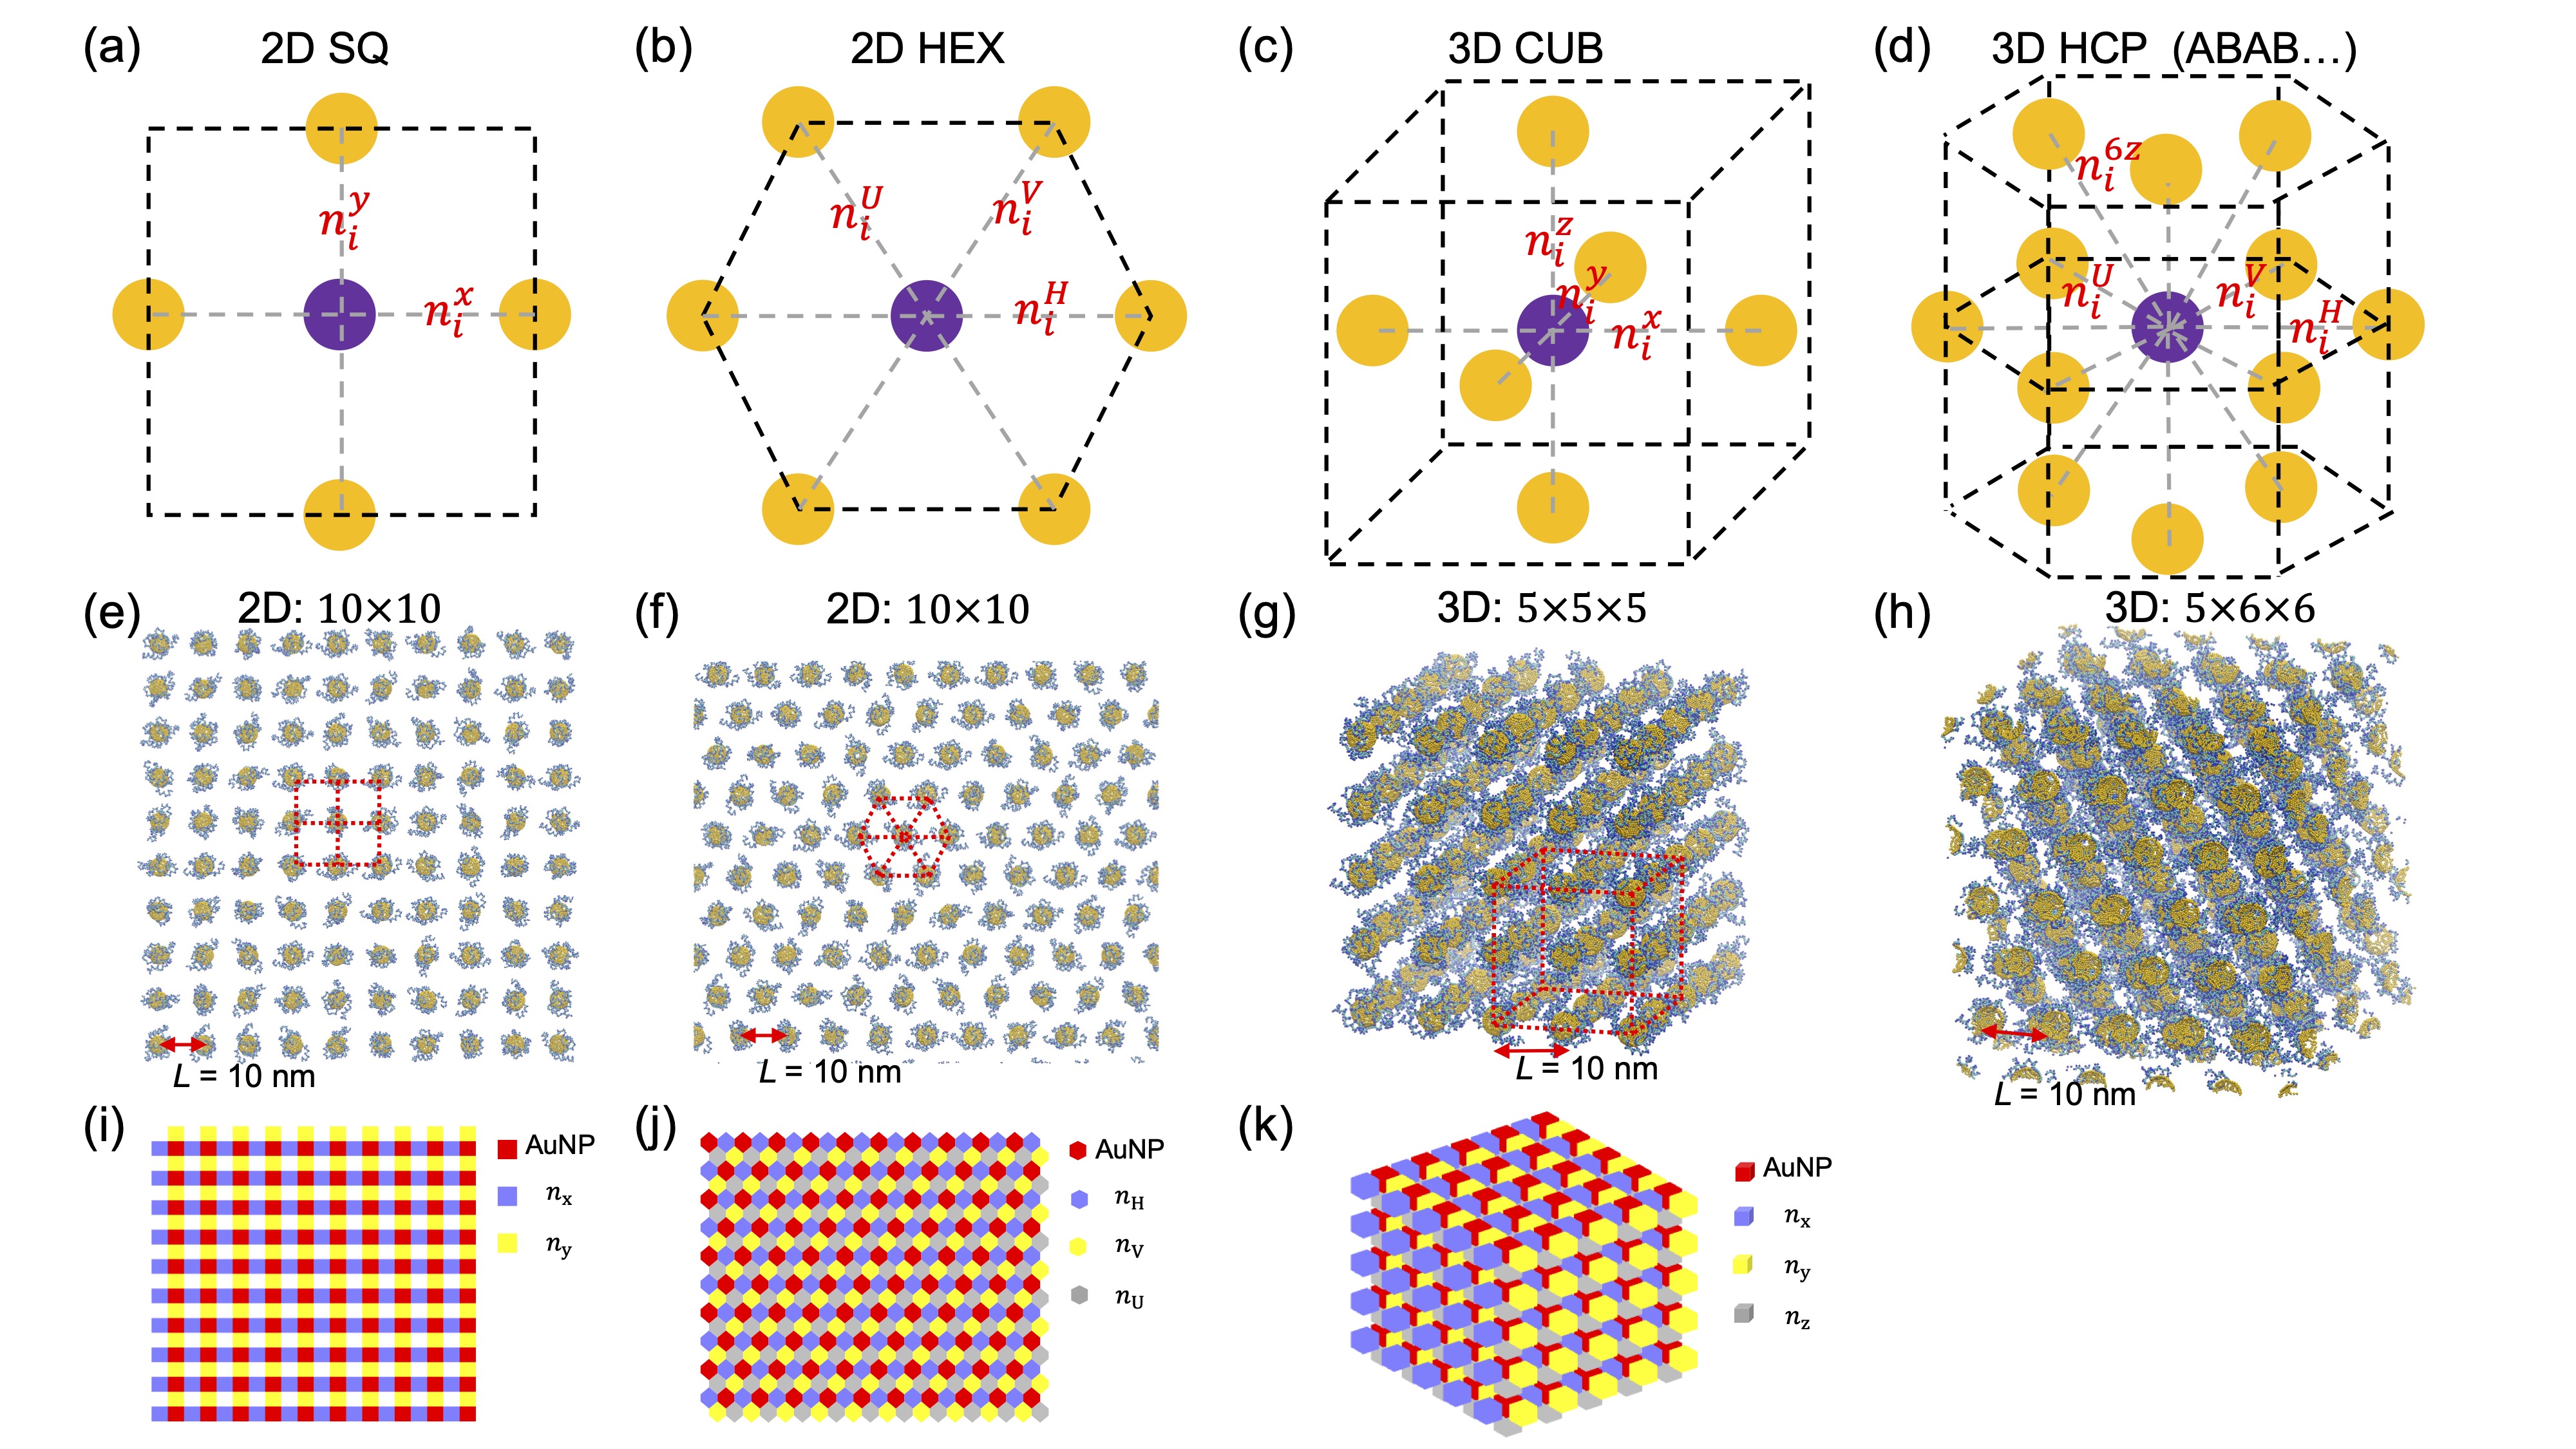 (a) 2D SQ
(b) 2D HEX
(c) 3D CUB
(d) 3D HCP (ABAB…)
n_i^y
n_i^x
n_i^U
n_i^V
n_i^H
n_i^z
n_i^y
n_i^x
n_i^{6z}
n_i^U
n_i^V
n_i^H
(e) 2D: 10×10
(f) 2D: 10×10
(g) 3D: 5×5×5
(h) 3D: 5×6×6
L = 10 nm
L = 10 nm
L = 10 nm
L = 10 nm
(i)
AuNP
n_x
n_y
(j)
AuNP
n_H
n_V
n_U
(k)
AuNP
n_x
n_y
n_z